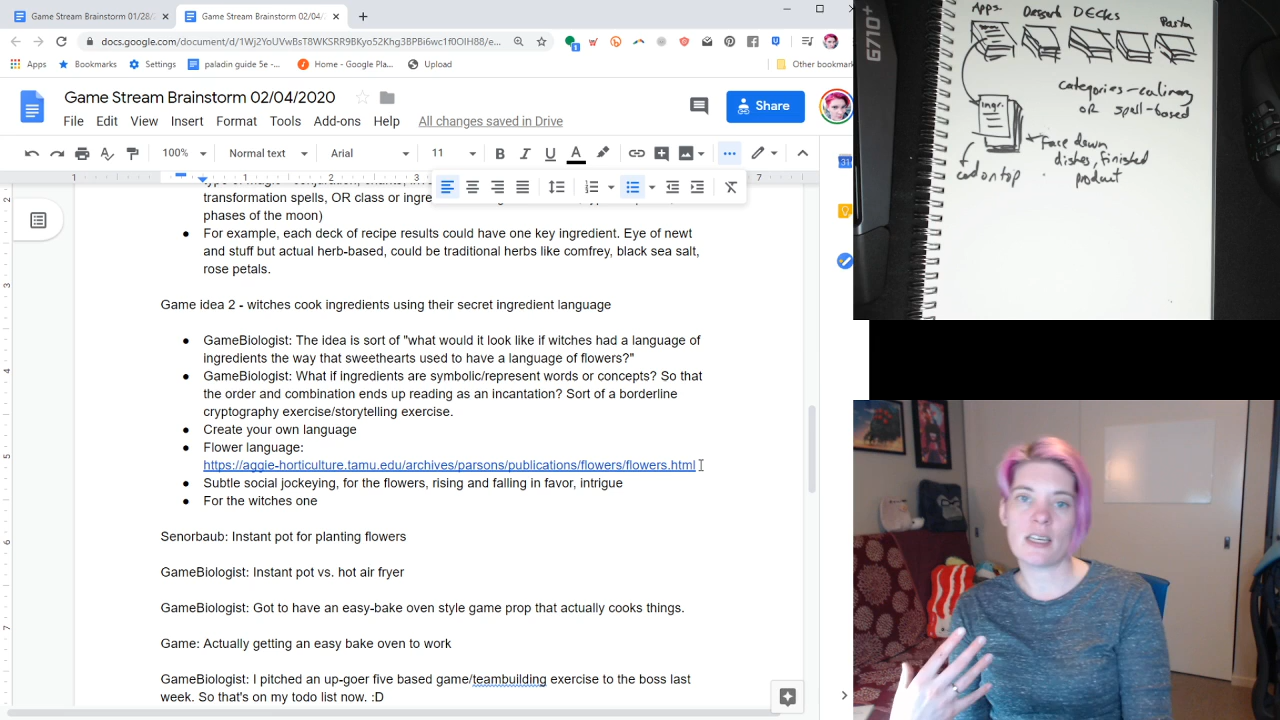 Game Stream Brainstorm 01/28/
Game Stream Brainstorm 02/04/
docs.google.com/document/d/1Wj2YoUVwBsT8WKSRR9BKyo52Khg3BPBi6wc1f0OIH88/e...
Apps
Bookmarks
Settings
paladin guide 5e -...
Home - Google Pla...
Upload
Other bookmark
Game Stream Brainstorm 02/04/2020
File Edit View Insert Format Tools Add-ons Help All changes saved in Drive
Share
100% Normal text Arial 11
transformation spells, OR class or ingre
phases of the moon)
● For example, each deck of recipe results could have one key ingredient. Eye of newt
and stuff but actual herb-based, could be traditional herbs like comfrey, black sea salt,
rose petals.
Game idea 2 - witches cook ingredients using their secret ingredient language
● GameBiologist: The idea is sort of "what would it look like if witches had a language of
ingredients the way that sweethearts used to have a language of flowers?"
● GameBiologist: What if ingredients are symbolic/represent words or concepts? So that
the order and combination ends up reading as an incantation? Sort of a borderline
cryptography exercise/storytelling exercise.
● Create your own language
● Flower language:
https://aggie-horticulture.tamu.edu/archives/parsons/publications/flowers/flowers.html
● Subtle social jockeying, for the flowers, rising and falling in favor, intrigue
● For the witches one
Senorbaub: Instant pot for planting flowers
GameBiologist: Instant pot vs. hot air fryer
GameBiologist: Got to have an easy-bake oven style game prop that actually cooks things.
Game: Actually getting an easy bake oven to work
GameBiologist: I pitched an up-goer five based game/teambuilding exercise to the boss last
week. So that's on my todo list now. :D
G710+
Apps. Dessert DECKS
Pasta
categories - culinary
OR spell-based
Ingr.
Face down
dishes, finished
product
card on top